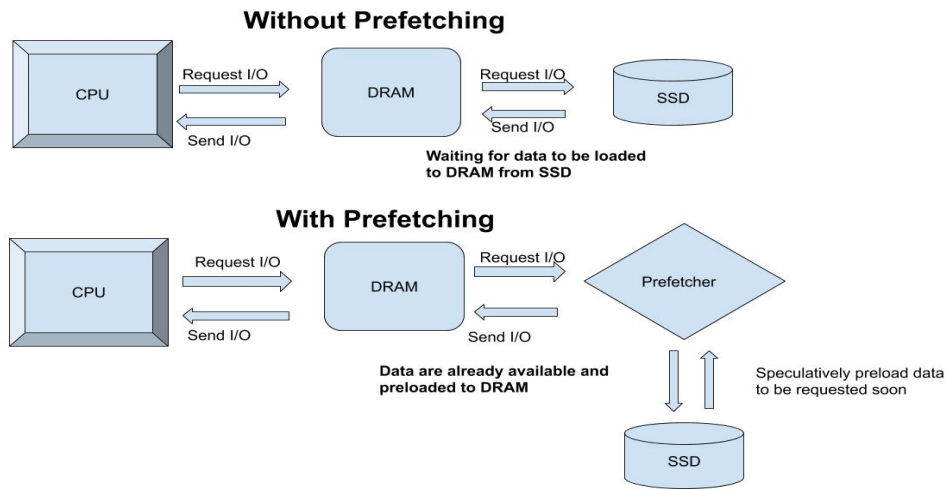 Without Prefetching
CPU
Request I/O
Send I/O
DRAM
Request I/O
Send I/O
SSD
Waiting for data to be loaded
to DRAM from SSD
With Prefetching
CPU
Request I/O
Send I/O
DRAM
Request I/O
Send I/O
Prefetcher
Data are already available and
preloaded to DRAM
Speculatively preload data
to be requested soon
SSD